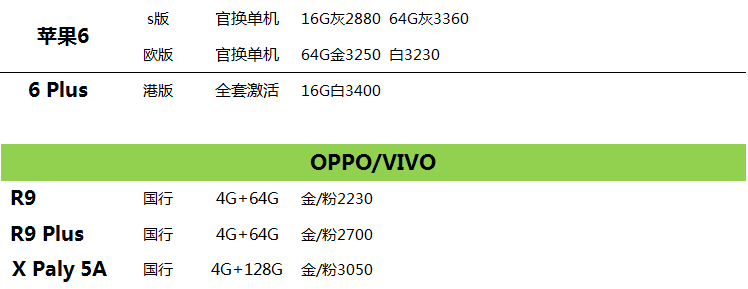 苹果6 s版 官换单机 16G灰2880 64G灰3360
欧版 官换单机 64G金3250 白3230
6 Plus 港版 全套激活 16G白3400
OPPO/VIVO
R9 国行 4G+64G 金/粉2230
R9 Plus 国行 4G+64G 金/粉2700
X Paly 5A 国行 4G+128G 金/粉3050